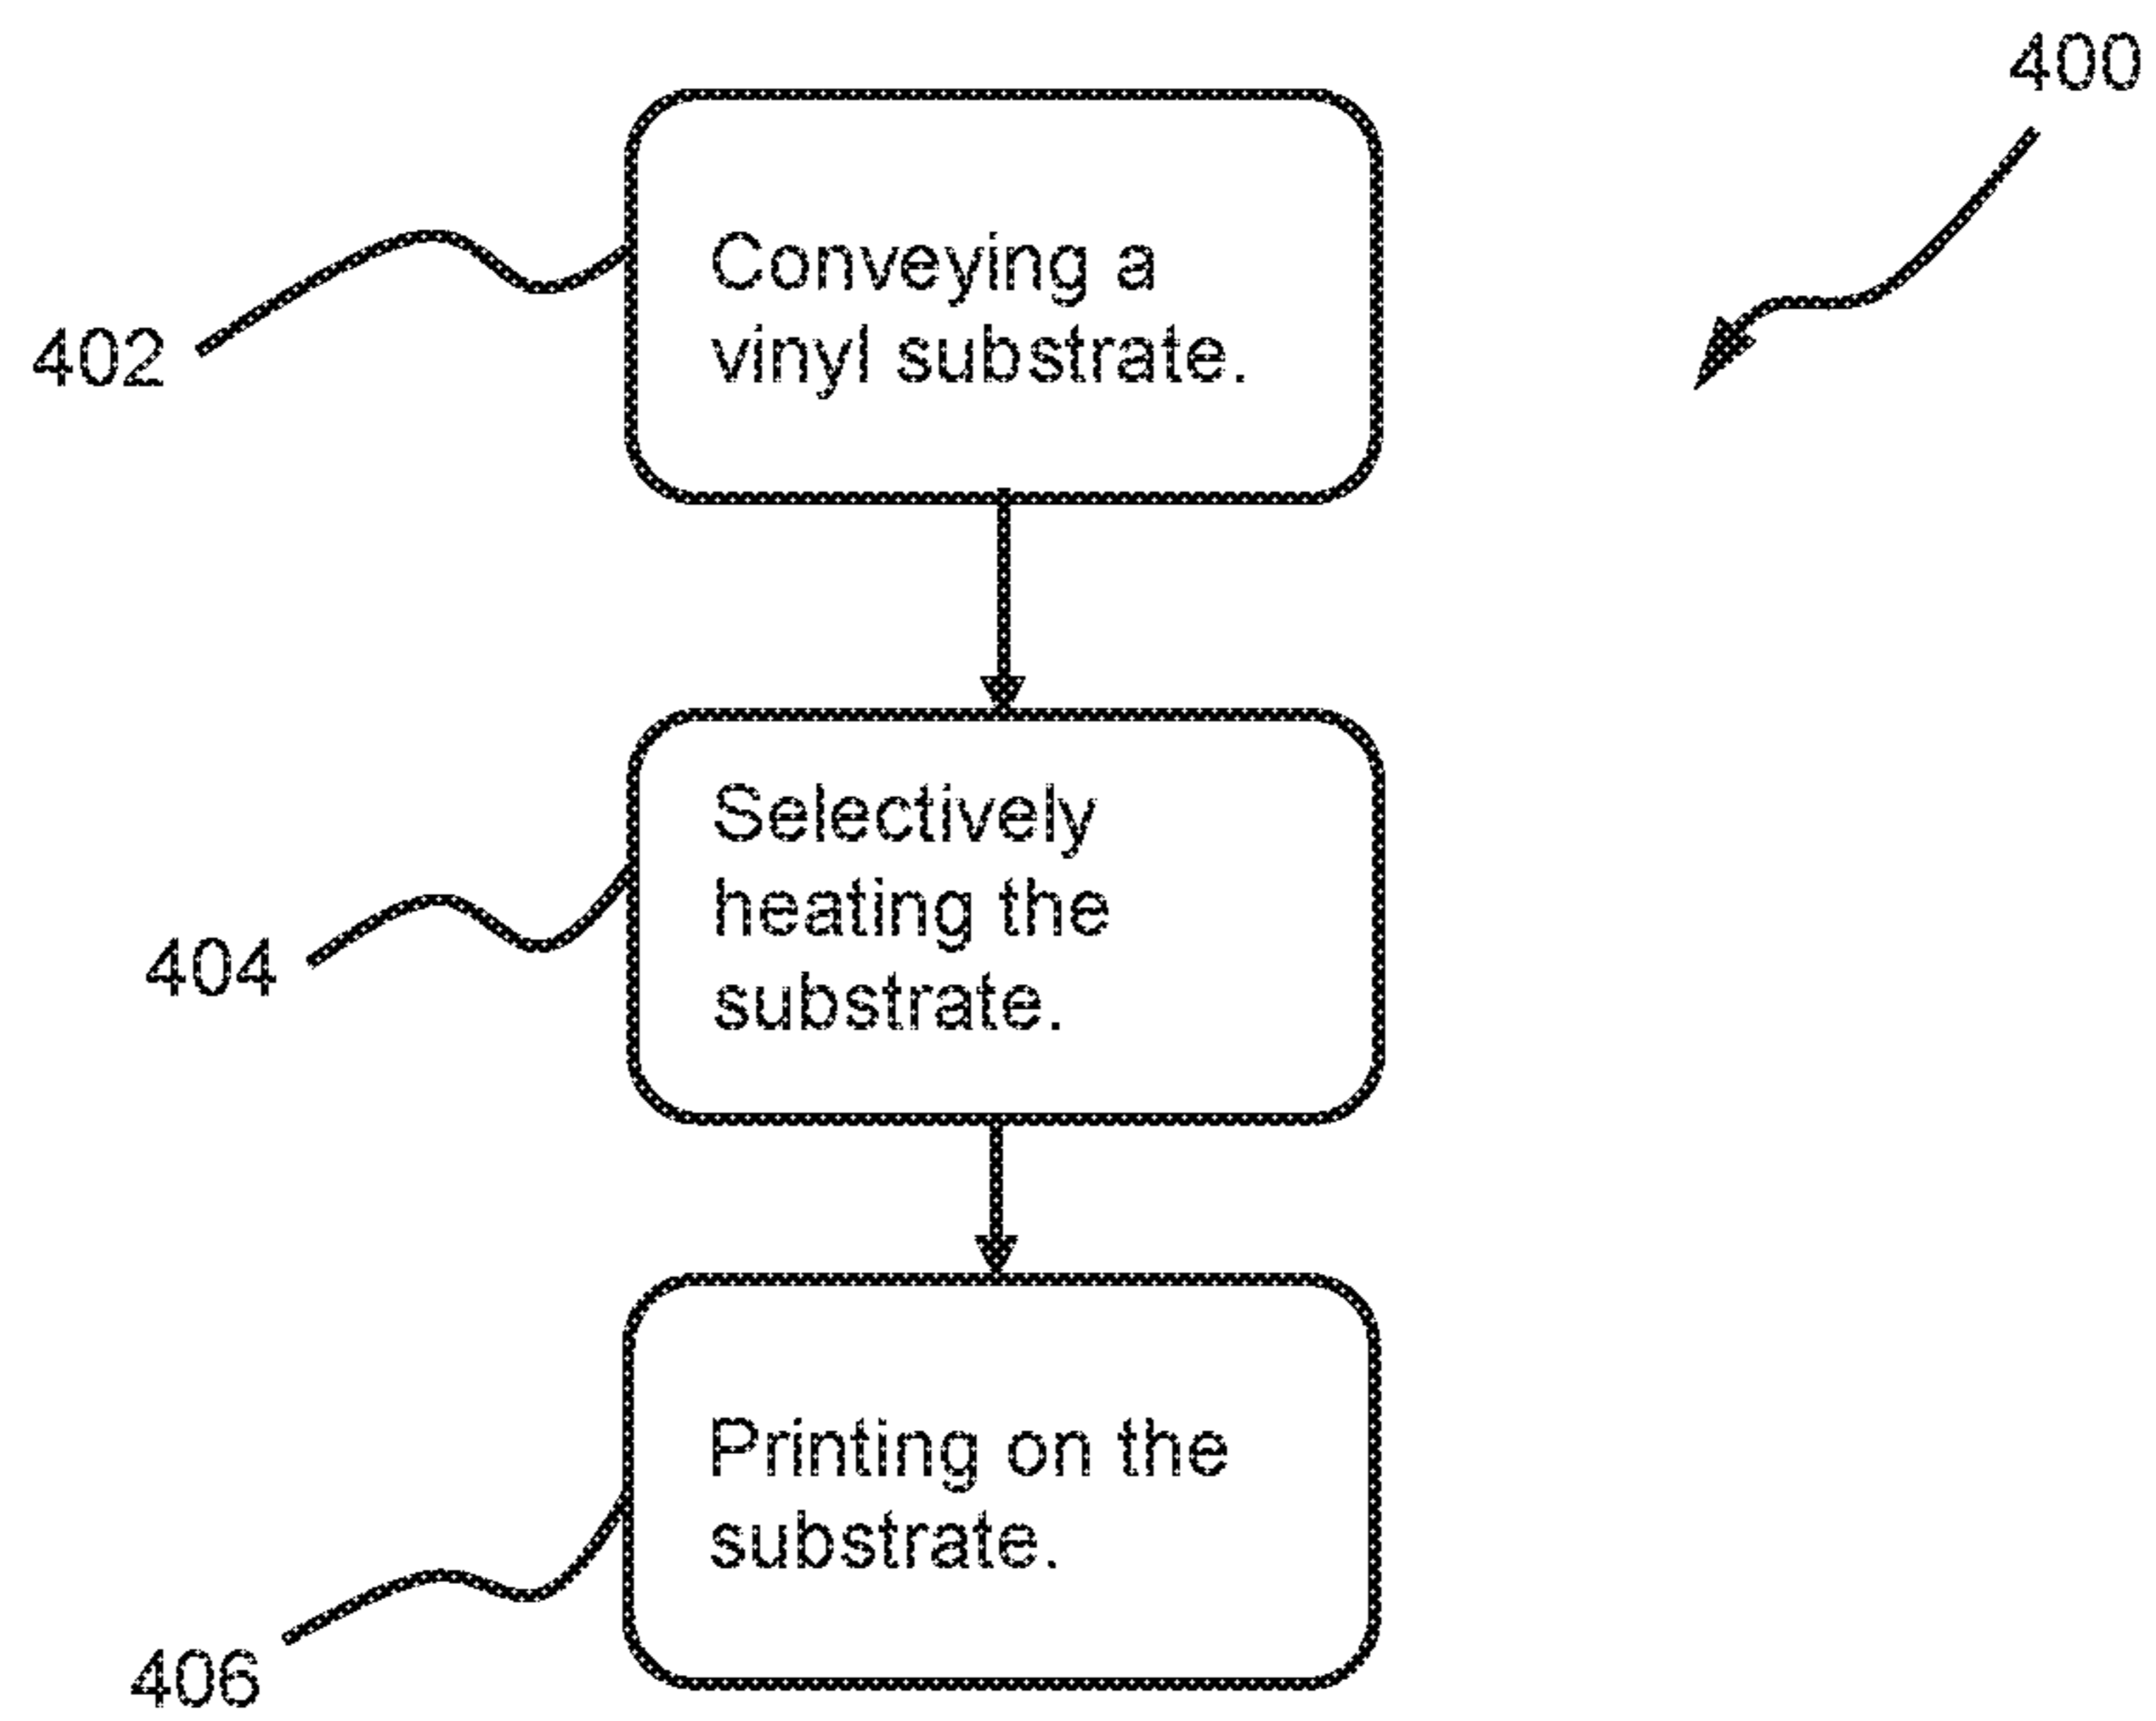 400
Conveying a
vinyl substrate.
402
Selectively
heating the
substrate.
404
Printing on the
substrate.
406